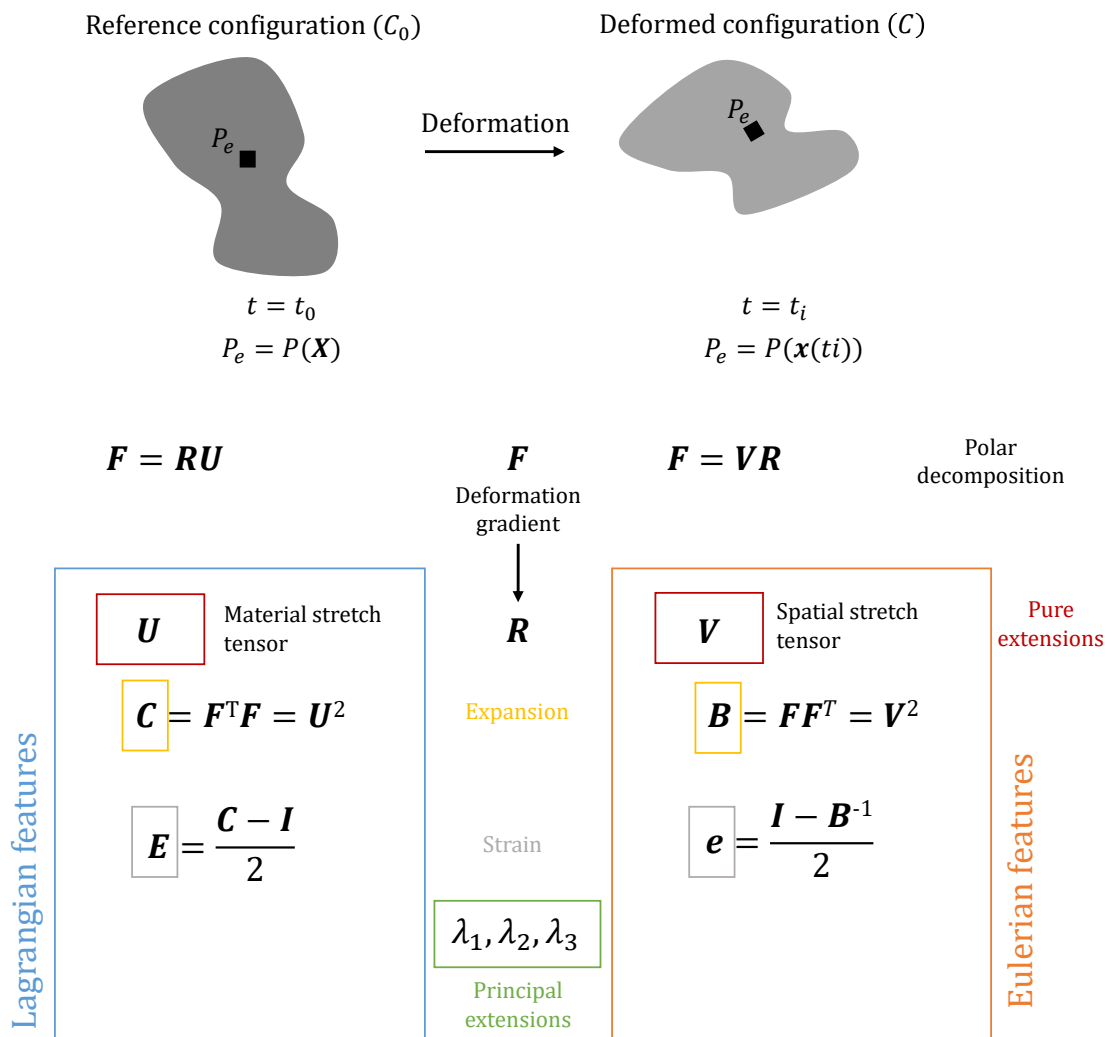 Reference configuration (C₀)
Deformed configuration (C)
Pₑ
Deformation
Pₑ
t = t₀
t = tᵢ
Pₑ = P(X)
Pₑ = P(x(ti))
F = RU
F
F = VR
Polar
decomposition
Deformation
gradient
U
Material stretch
tensor
R
V
Spatial stretch
tensor
Pure
extensions
C = FᵀF = U²
Expansion
B = FFᵀ = V²
E = (C − I)/2
Strain
e = (I − B⁻¹)/2
λ₁, λ₂, λ₃
Principal
extensions
Lagrangian features
Eulerian features